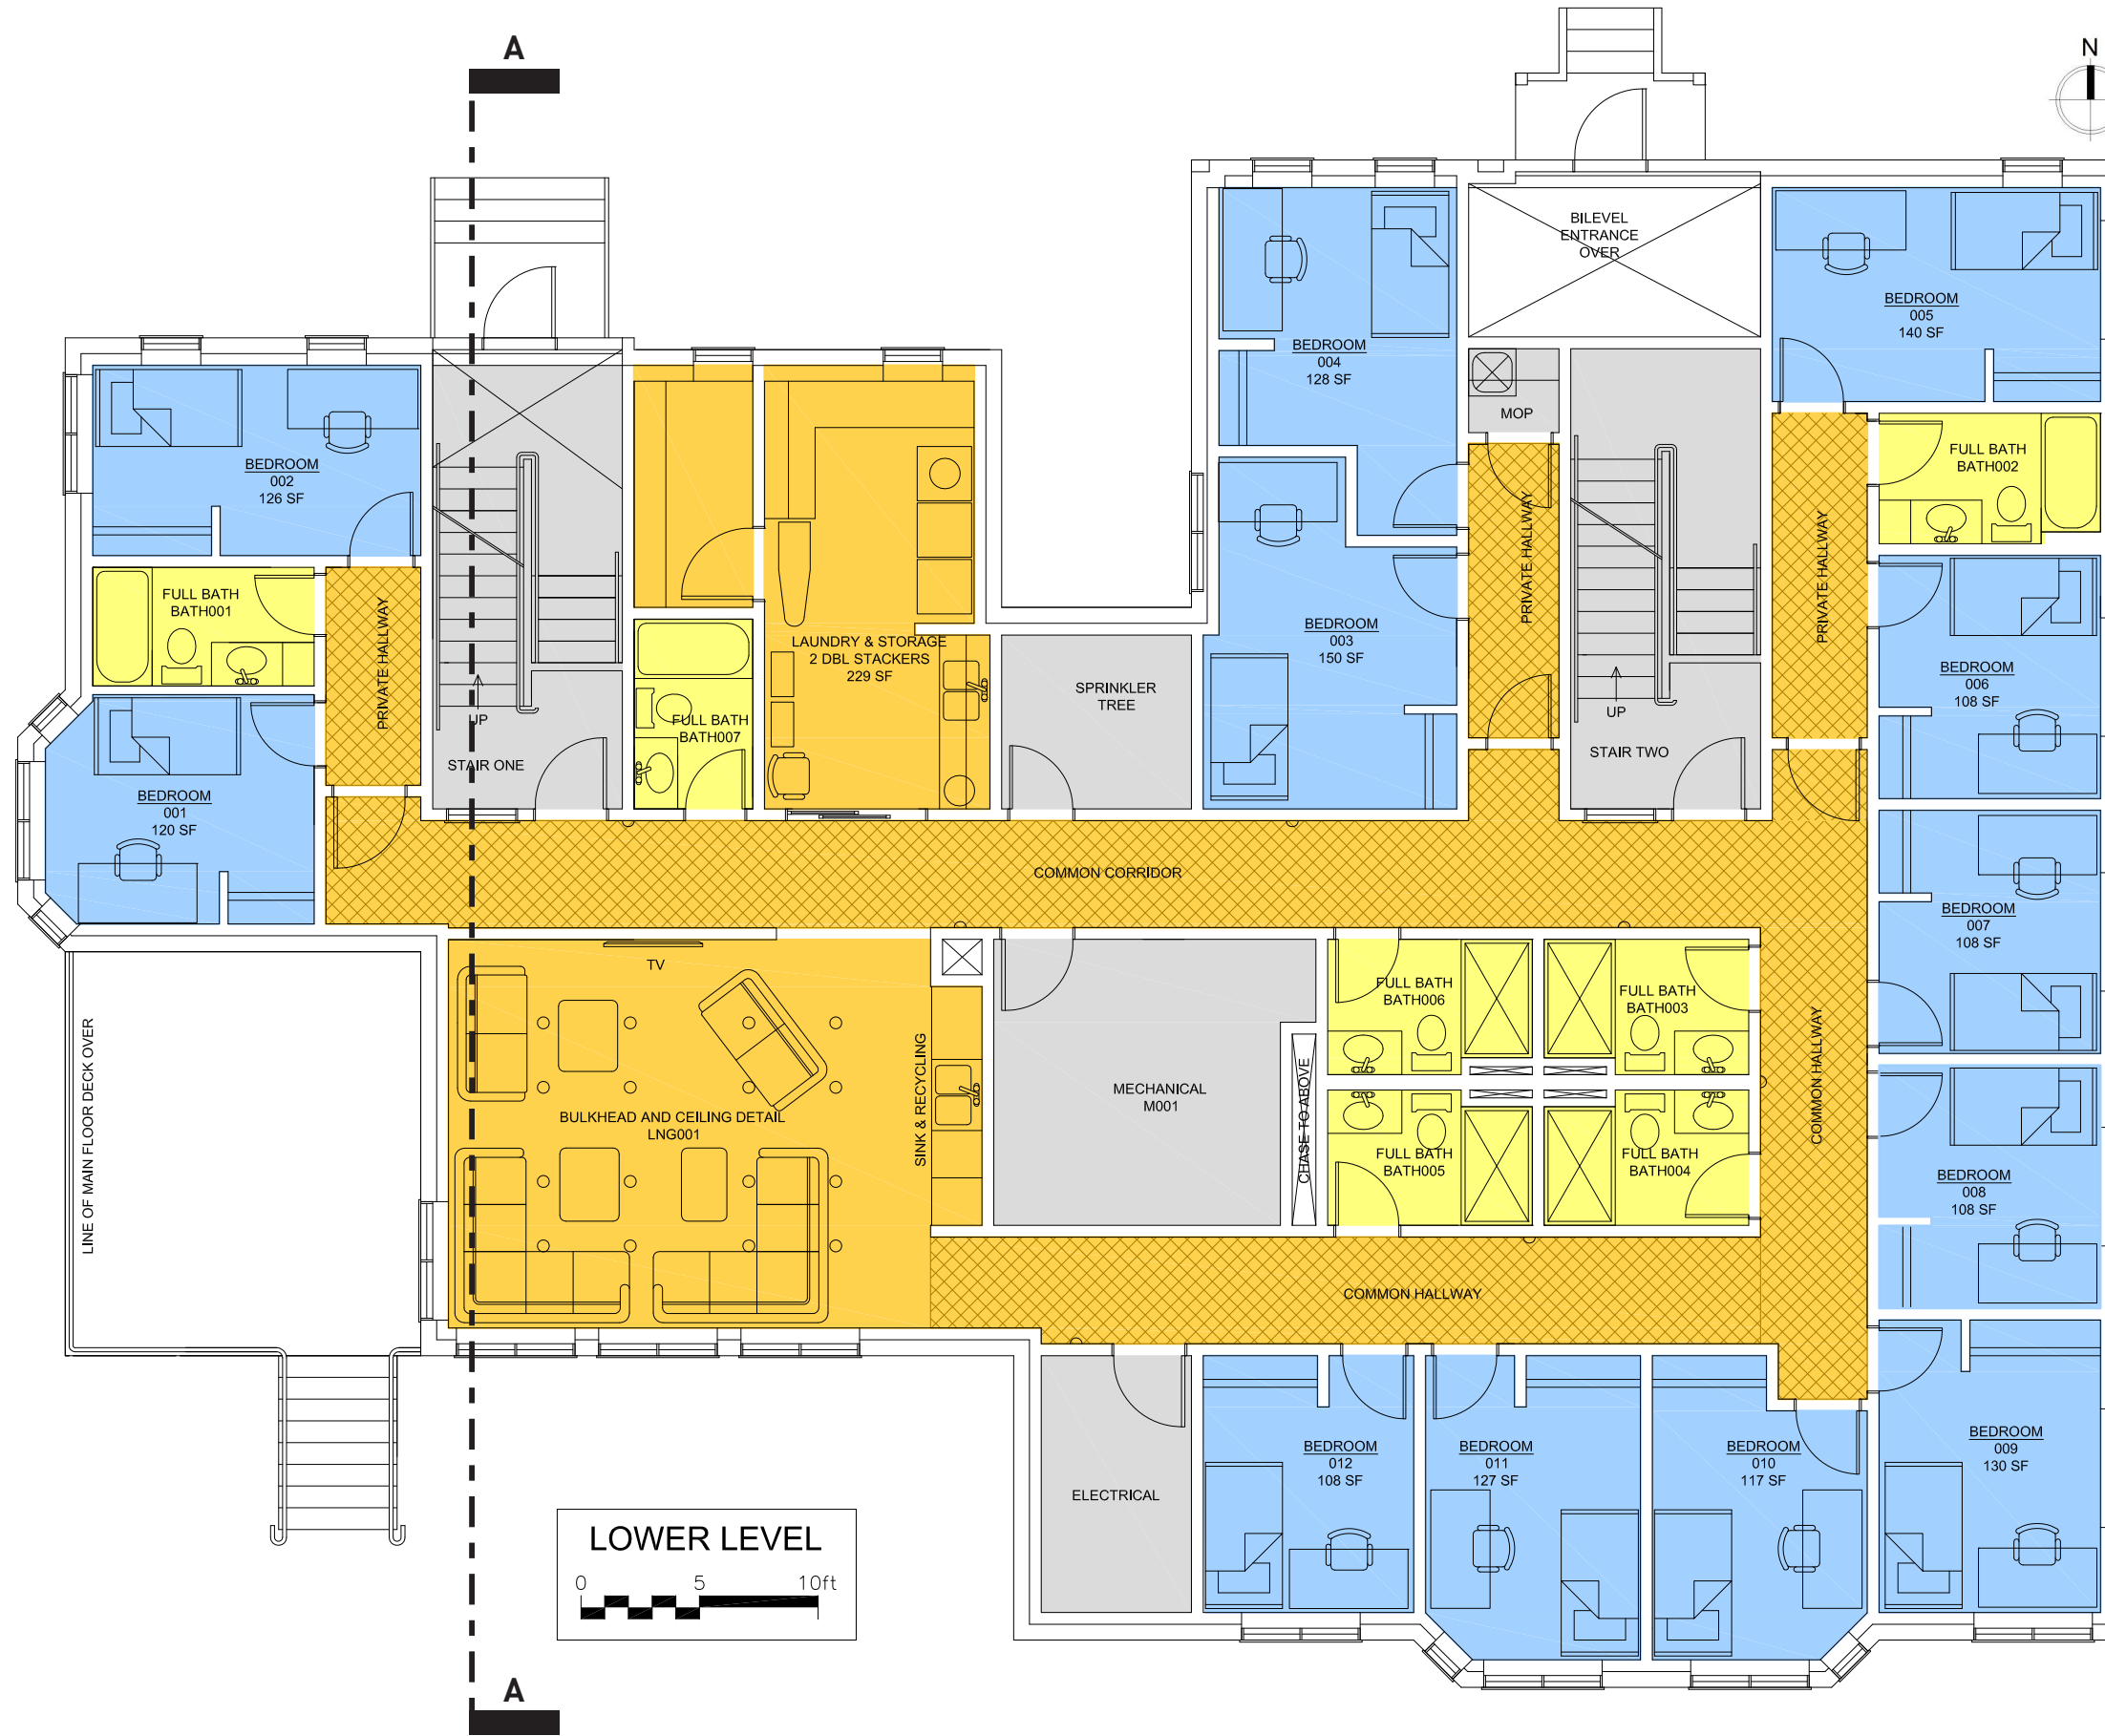 A
N
BILEVEL
ENTRANCE
OVER
BEDROOM
005
140 SF
BEDROOM
004
128 SF
MOP
BEDROOM
002
126 SF
FULL BATH
BATH002
PRIVATE HALLWAY
PRIVATE HALLWAY
FULL BATH
BATH001
PRIVATE HALLWAY
LAUNDRY & STORAGE
2 DBL STACKERS
229 SF
BEDROOM
003
150 SF
BEDROOM
006
108 SF
SPRINKLER
TREE
UP
STAIR ONE
FULL BATH
BATH007
UP
STAIR TWO
BEDROOM
001
120 SF
COMMON CORRIDOR
BEDROOM
007
108 SF
TV
FULL BATH
BATH006
FULL BATH
BATH003
LINE OF MAIN FLOOR DECK OVER
SINK & RECYCLING
MECHANICAL
M001
CHASE TO ABOVE
COMMON HALLWAY
BULKHEAD AND CEILING DETAIL
LNG001
FULL BATH
BATH005
FULL BATH
BATH004
BEDROOM
008
108 SF
COMMON HALLWAY
BEDROOM
012
108 SF
BEDROOM
011
127 SF
BEDROOM
010
117 SF
BEDROOM
009
130 SF
ELECTRICAL
LOWER LEVEL
0 5 10ft
A